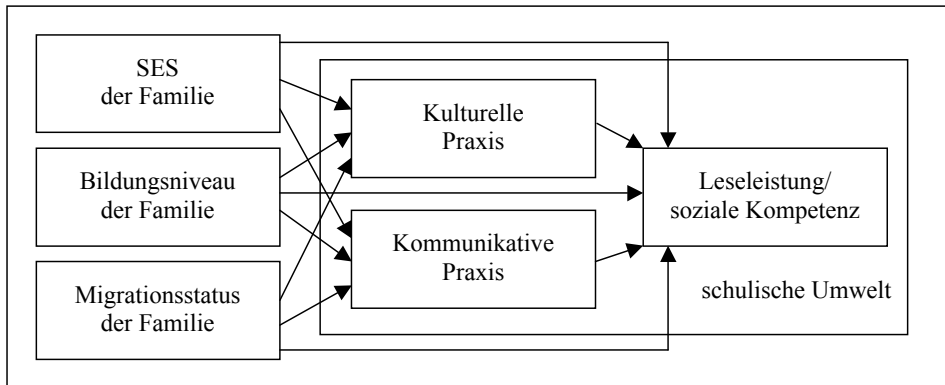 SES
der Familie
Bildungsniveau
der Familie
Migrationsstatus
der Familie
Kulturelle
Praxis
Kommunikative
Praxis
Leseleistung/
soziale Kompetenz
schulische Umwelt